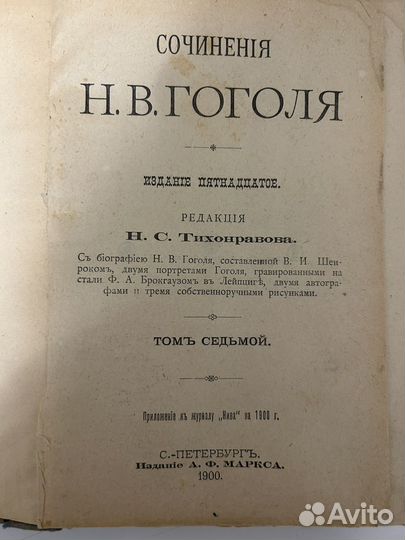 СОЧИНЕНІЯ
Н. В. ГОГОЛЯ
ИЗДАНІЕ ПЯТНАДЦАТОЕ.
РЕДАКЦІЯ
Н. С. Тихонравова.
Съ біографіею Н. В. Гоголя, составленной В. И. Шен-
рокомъ, двумя портретами Гоголя, гравированными на
стали Ф. А. Брокгаузомъ въ Лейпцигѣ, двумя автогра-
фами и тремя собственноручными рисунками.
ТОМЪ СЕДЬМОЙ.
Приложеніе къ журналу „Нива" на 1900 г.
С.-ПЕТЕРБУРГЪ.
Изданіе А. Ф. МАРКСА.
1900.
Avito